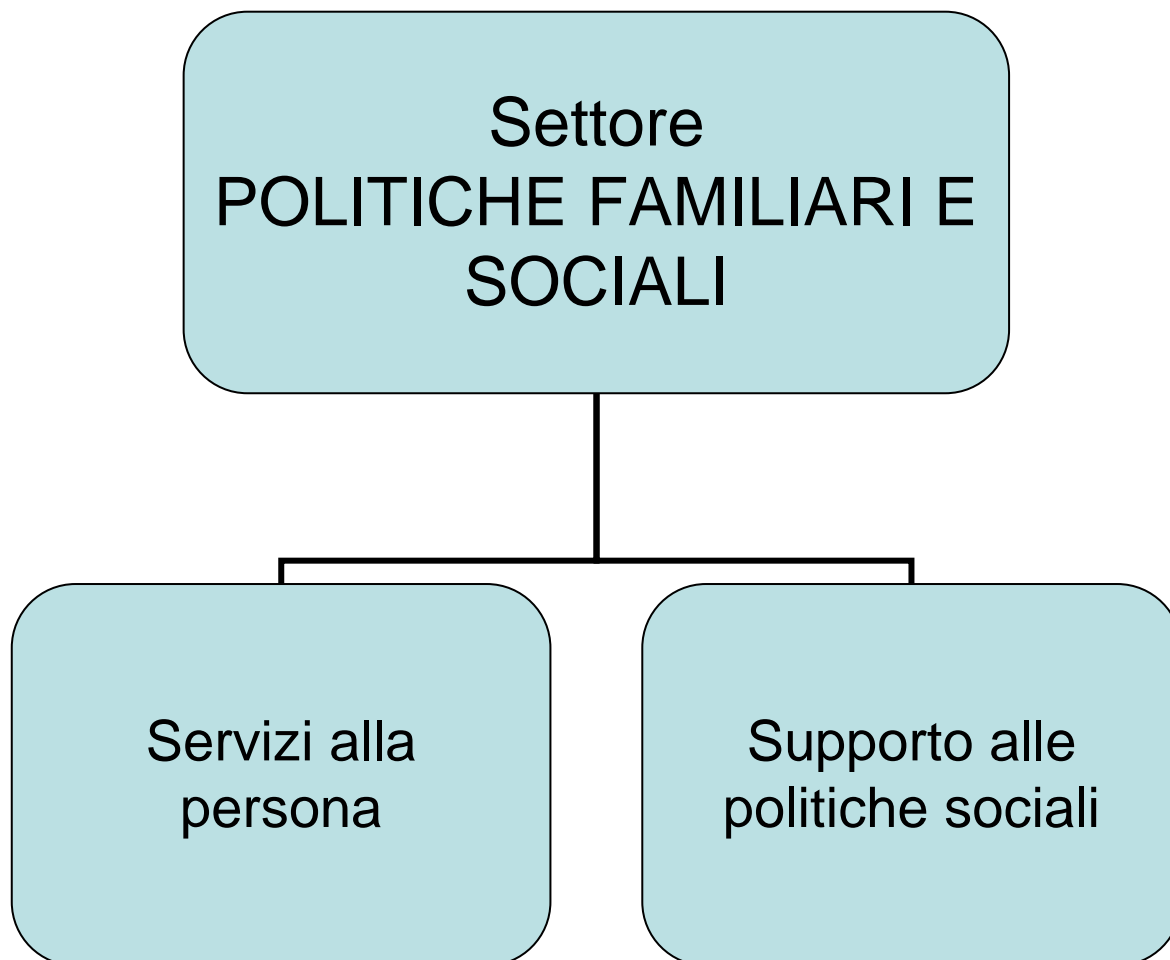 Settore
POLITICHE FAMILIARI E
SOCIALI
Servizi alla
persona
Supporto alle
politiche sociali